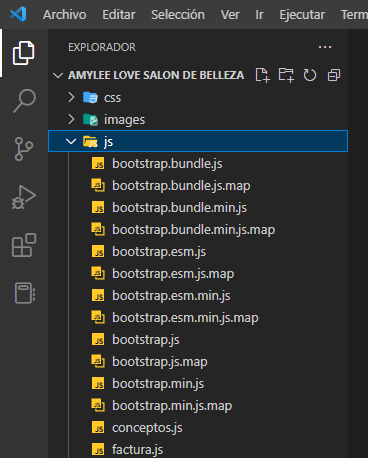 Archivo Editar Selección Ver Ir Ejecutar Term
EXPLORADOR
AMYLEE LOVE SALON DE BELLEZA
css
images
js
bootstrap.bundle.js
bootstrap.bundle.js.map
bootstrap.bundle.min.js
bootstrap.bundle.min.js.map
bootstrap.esm.js
bootstrap.esm.js.map
bootstrap.esm.min.js
bootstrap.esm.min.js.map
bootstrap.js
bootstrap.js.map
bootstrap.min.js
bootstrap.min.js.map
conceptos.js
factura.js